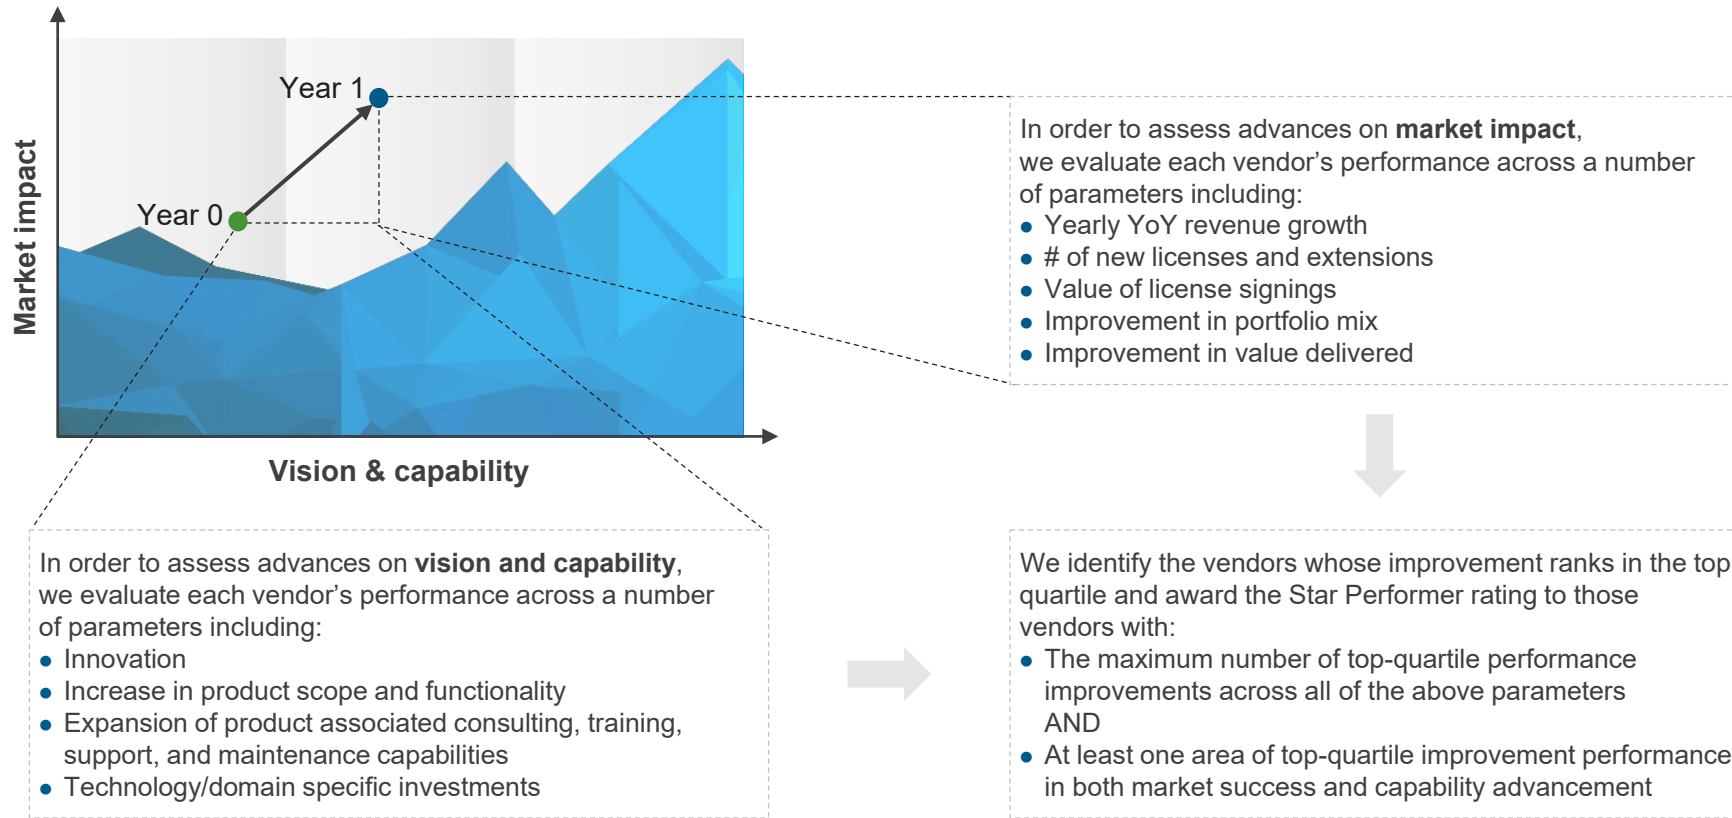 Year 1
Year 0
Market impact
Vision & capability
In order to assess advances on market impact,
we evaluate each vendor’s performance across a number
of parameters including:
● Yearly YoY revenue growth
● # of new licenses and extensions
● Value of license signings
● Improvement in portfolio mix
● Improvement in value delivered
In order to assess advances on vision and capability,
we evaluate each vendor’s performance across a number
of parameters including:
● Innovation
● Increase in product scope and functionality
● Expansion of product associated consulting, training,
support, and maintenance capabilities
● Technology/domain specific investments
We identify the vendors whose improvement ranks in the top
quartile and award the Star Performer rating to those
vendors with:
● The maximum number of top-quartile performance
improvements across all of the above parameters
AND
● At least one area of top-quartile improvement performance
in both market success and capability advancement